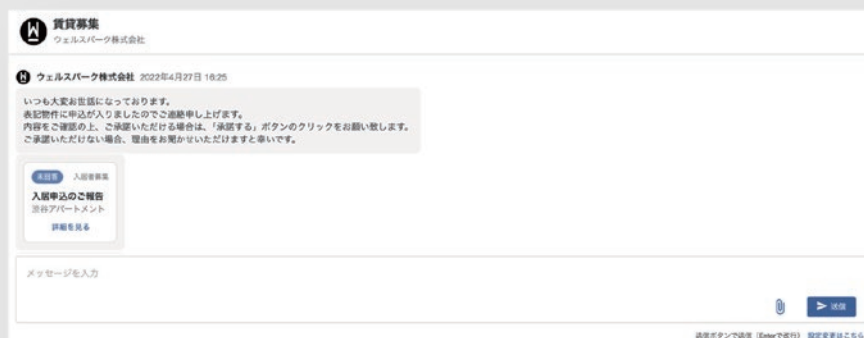 賃貸募集
ウェルスパーク株式会社
ウェルスパーク株式会社 2022年4月27日 16:25
いつも大変お世話になっております。
表記物件に申込が入りましたのでご連絡申し上げます。
内容をご確認の上、ご承諾いただける場合は、「承諾する」ボタンのクリックをお願い致します。
ご承諾いただけない場合、理由をお聞かせいただけますと幸いです。
未回答 入居者募集
入居申込のご報告
渋谷アパートメント
詳細を見る
メッセージを入力
送信
送信ボタンで送信（Enterで改行） 設定変更はこちら